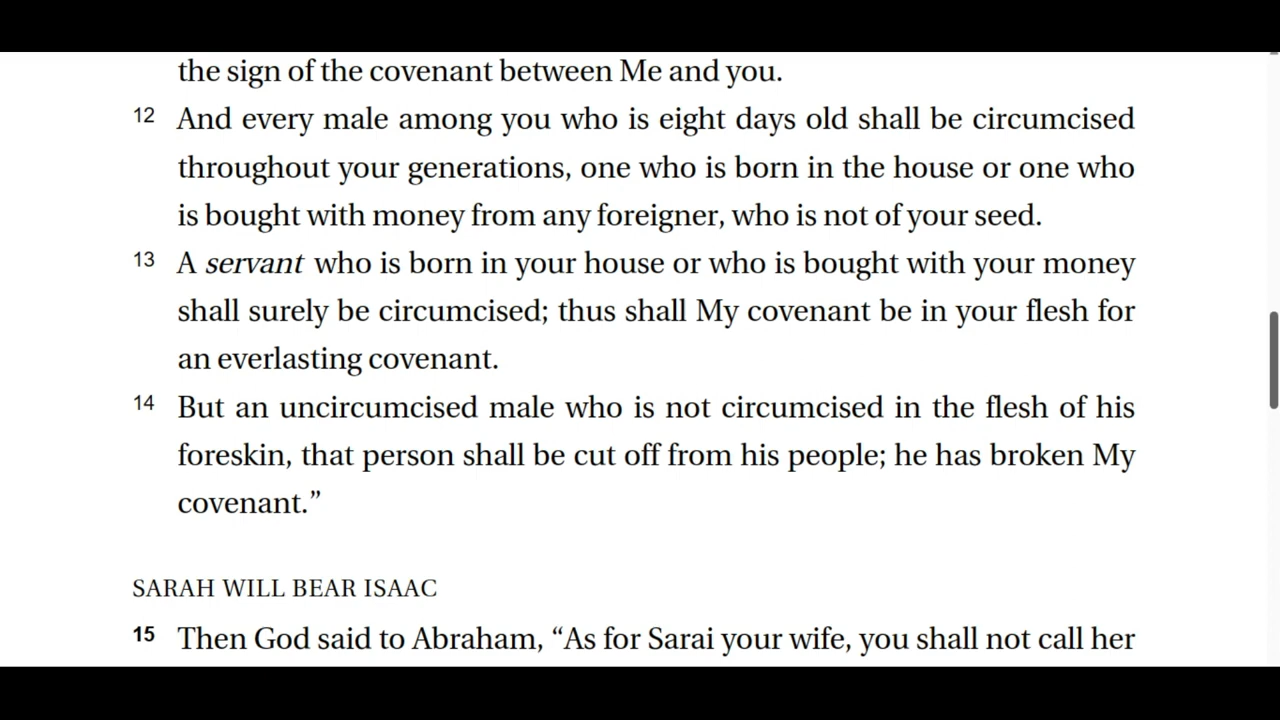 the sign of the covenant between Me and you.
12 And every male among you who is eight days old shall be circumcised
throughout your generations, one who is born in the house or one who
is bought with money from any foreigner, who is not of your seed.
13 A servant who is born in your house or who is bought with your money
shall surely be circumcised; thus shall My covenant be in your flesh for
an everlasting covenant.
14 But an uncircumcised male who is not circumcised in the flesh of his
foreskin, that person shall be cut off from his people; he has broken My
covenant.”
SARAH WILL BEAR ISAAC
15 Then God said to Abraham, “As for Sarai your wife, you shall not call her